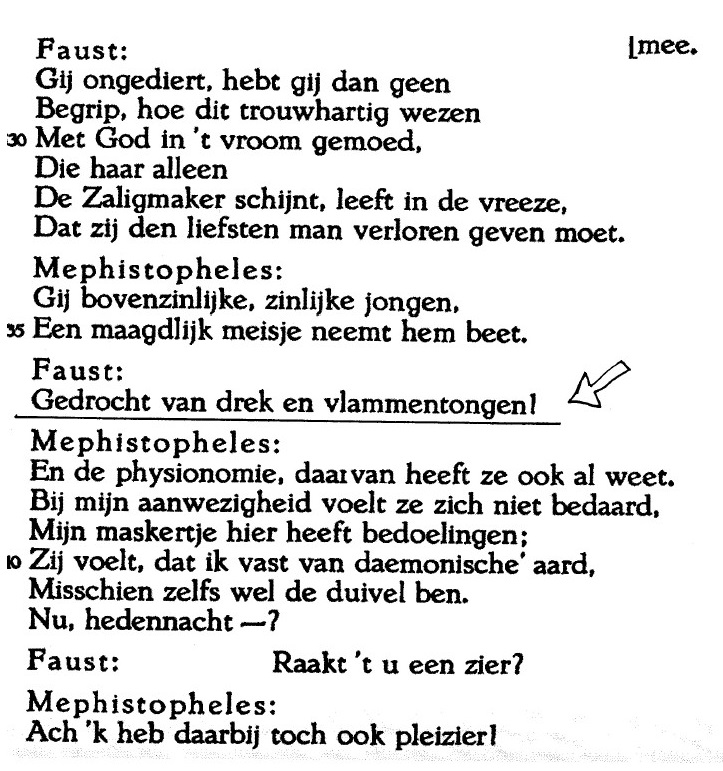 Faust: [mee.
Gij ongediert, hebt gij dan geen
Begrip, hoe dit trouwhartig wezen
30 Met God in 't vroom gemoed,
Die haar alleen
De Zaligmaker schijnt, leeft in de vreeze,
Dat zij den liefsten man verloren geven moet.
Mephistopheles:
Gij bovenzinlijke, zinlijke jongen,
35 Een maagdlijk meisje neemt hem beet.
Faust:
Gedrocht van drek en vlammentongen!
Mephistopheles:
En de physionomie, daarvan heeft ze ook al weet.
Bij mijn aanwezigheid voelt ze zich niet bedaard,
Mijn maskertje hier heeft bedoelingen;
10 Zij voelt, dat ik vast van daemonische' aard,
Misschien zelfs wel de duivel ben.
Nu, hedennacht —?
Faust: Raakt 't u een zier?
Mephistopheles:
Ach 'k heb daarbij toch ook pleizier!